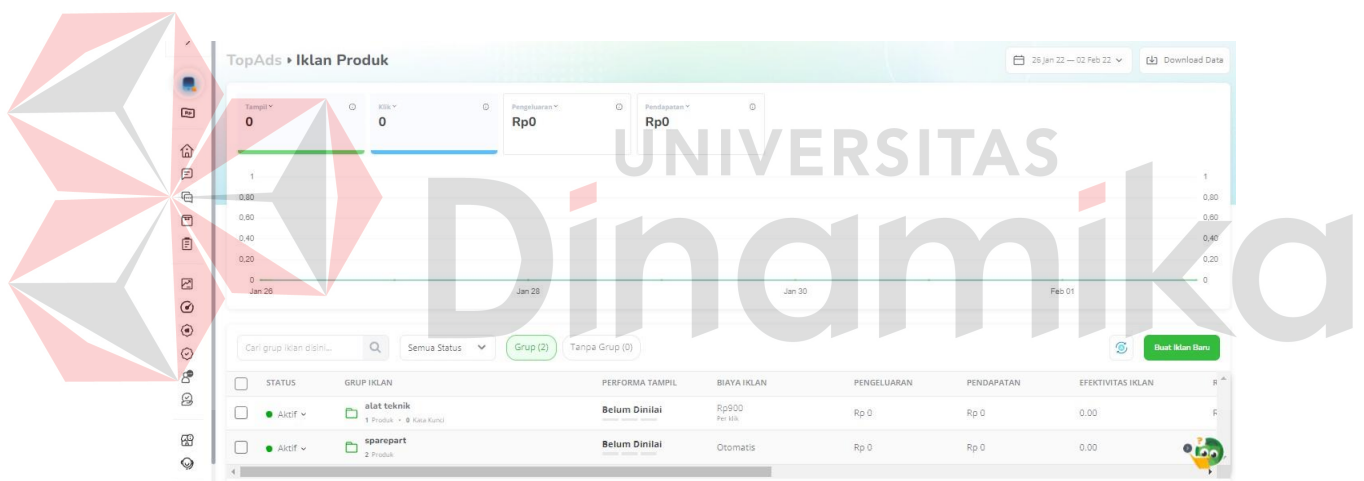 TopAds Iklan Produk
26 Jan 22 — 02 Feb 22
Download Data
Tampil
0
Klik
0
Pengeluaran
Rp0
Pendapatan
Rp0
UNIVERSITAS
Dinamika
1 1
0,80 0,80
0,60 0,60
0,40 0,40
0,20 0,20
0 0
Jan 26 Jan 28 Jan 30 Feb 01
Cari grup iklan disini... Semua Status Grup (2) Tanpa Grup (0) Buat Iklan Baru
STATUS GRUP IKLAN PERFORMA TAMPIL BIAYA IKLAN PENGELUARAN PENDAPATAN EFEKTIVITAS IKLAN
Aktif alat teknik Belum Dinilai Rp900 Rp 0 Rp 0 0.00
1 Produk • 0 Kata Kunci Per klik
Aktif sparepart Belum Dinilai Otomatis Rp 0 Rp 0 0.00
2 Produk